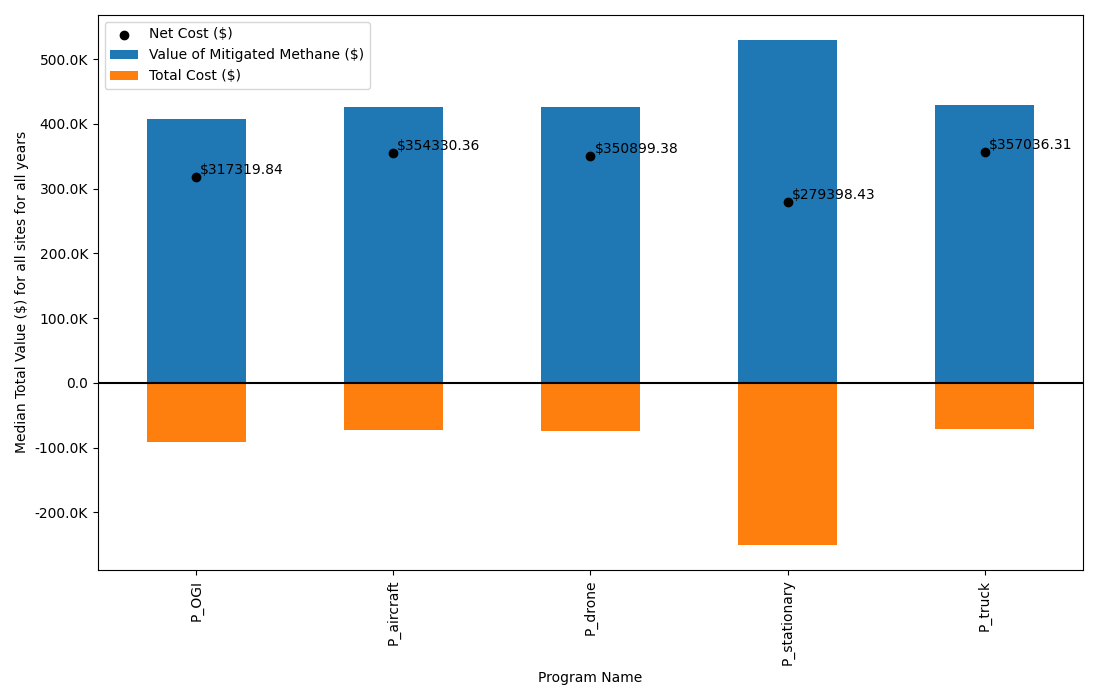 Net Cost ($)
Value of Mitigated Methane ($)
Total Cost ($)
Median Total Value ($) for all sites for all years
500.0K
400.0K
300.0K
200.0K
100.0K
0.0
-100.0K
-200.0K
$317319.84
$354330.36
$350899.38
$279398.43
$357036.31
P_OGI
P_aircraft
P_drone
P_stationary
P_truck
Program Name